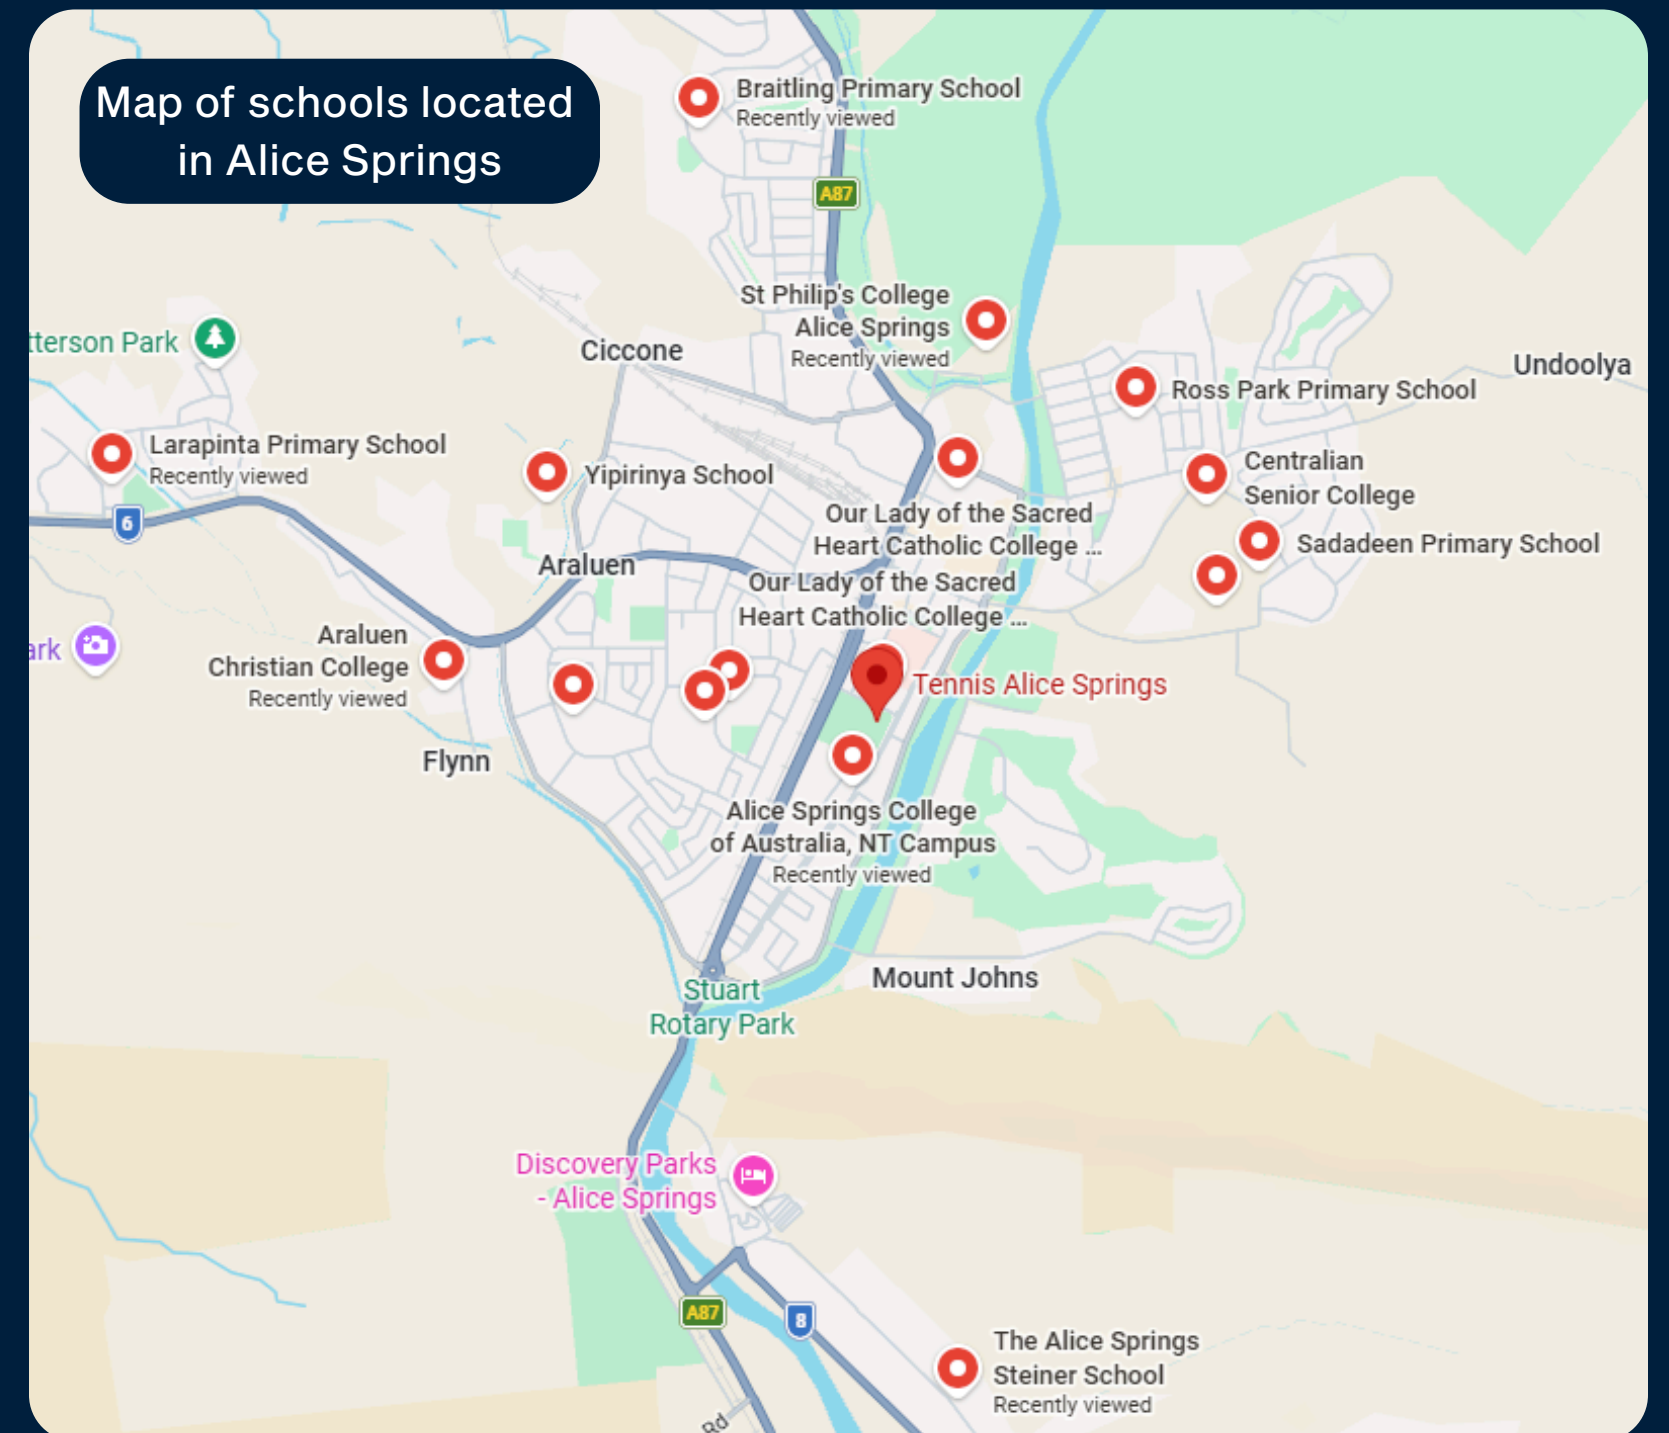 Map of schools located
in Alice Springs
Braitling Primary School
Recently viewed
A87
St Philip's College
Alice Springs
Recently viewed
tterson Park
Ciccone
Undoolya
Ross Park Primary School
Larapinta Primary School
Recently viewed
Yipirinya School
Centralian
Senior College
6
Our Lady of the Sacred
Heart Catholic College ...
Sadadeen Primary School
Araluen
Our Lady of the Sacred
Heart Catholic College ...
ark
Araluen
Christian College
Recently viewed
Tennis Alice Springs
Flynn
Alice Springs College
of Australia, NT Campus
Recently viewed
Mount Johns
Stuart
Rotary Park
Discovery Parks
- Alice Springs
A87
8
The Alice Springs
Steiner School
Recently viewed
Rd